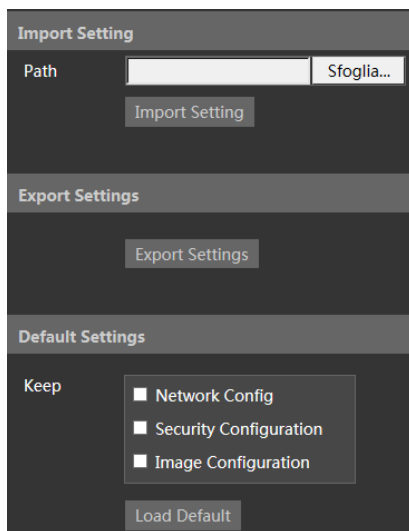 Import Setting
Path Sfoglia...
Import Setting
Export Settings
Export Settings
Default Settings
Keep
Network Config
Security Configuration
Image Configuration
Load Default